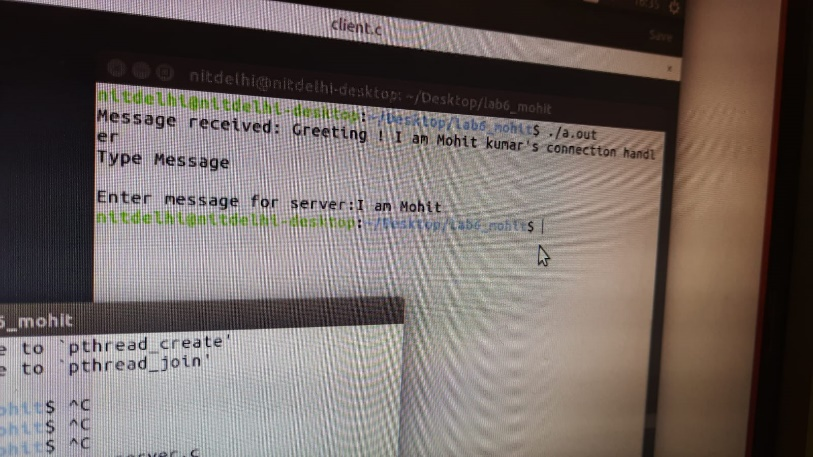 client.c
Save
nitdelhi@nitdelhi-desktop: ~/Desktop/lab6_mohit
nitdelhi@nitdelhi-desktop:~/Desktop/lab6_mohit$ ./a.out
Message received: Greeting ! I am Mohit kumar's connection handl
er
Type Message
Enter message for server:I am Mohit
nitdelhi@nitdelhi-desktop:~/Desktop/lab6_mohit$
6_mohit
e to `pthread_create'
e to `pthread_join'
ohit$ ^C
ohit$ ^C
ohit$ ^C
server.c